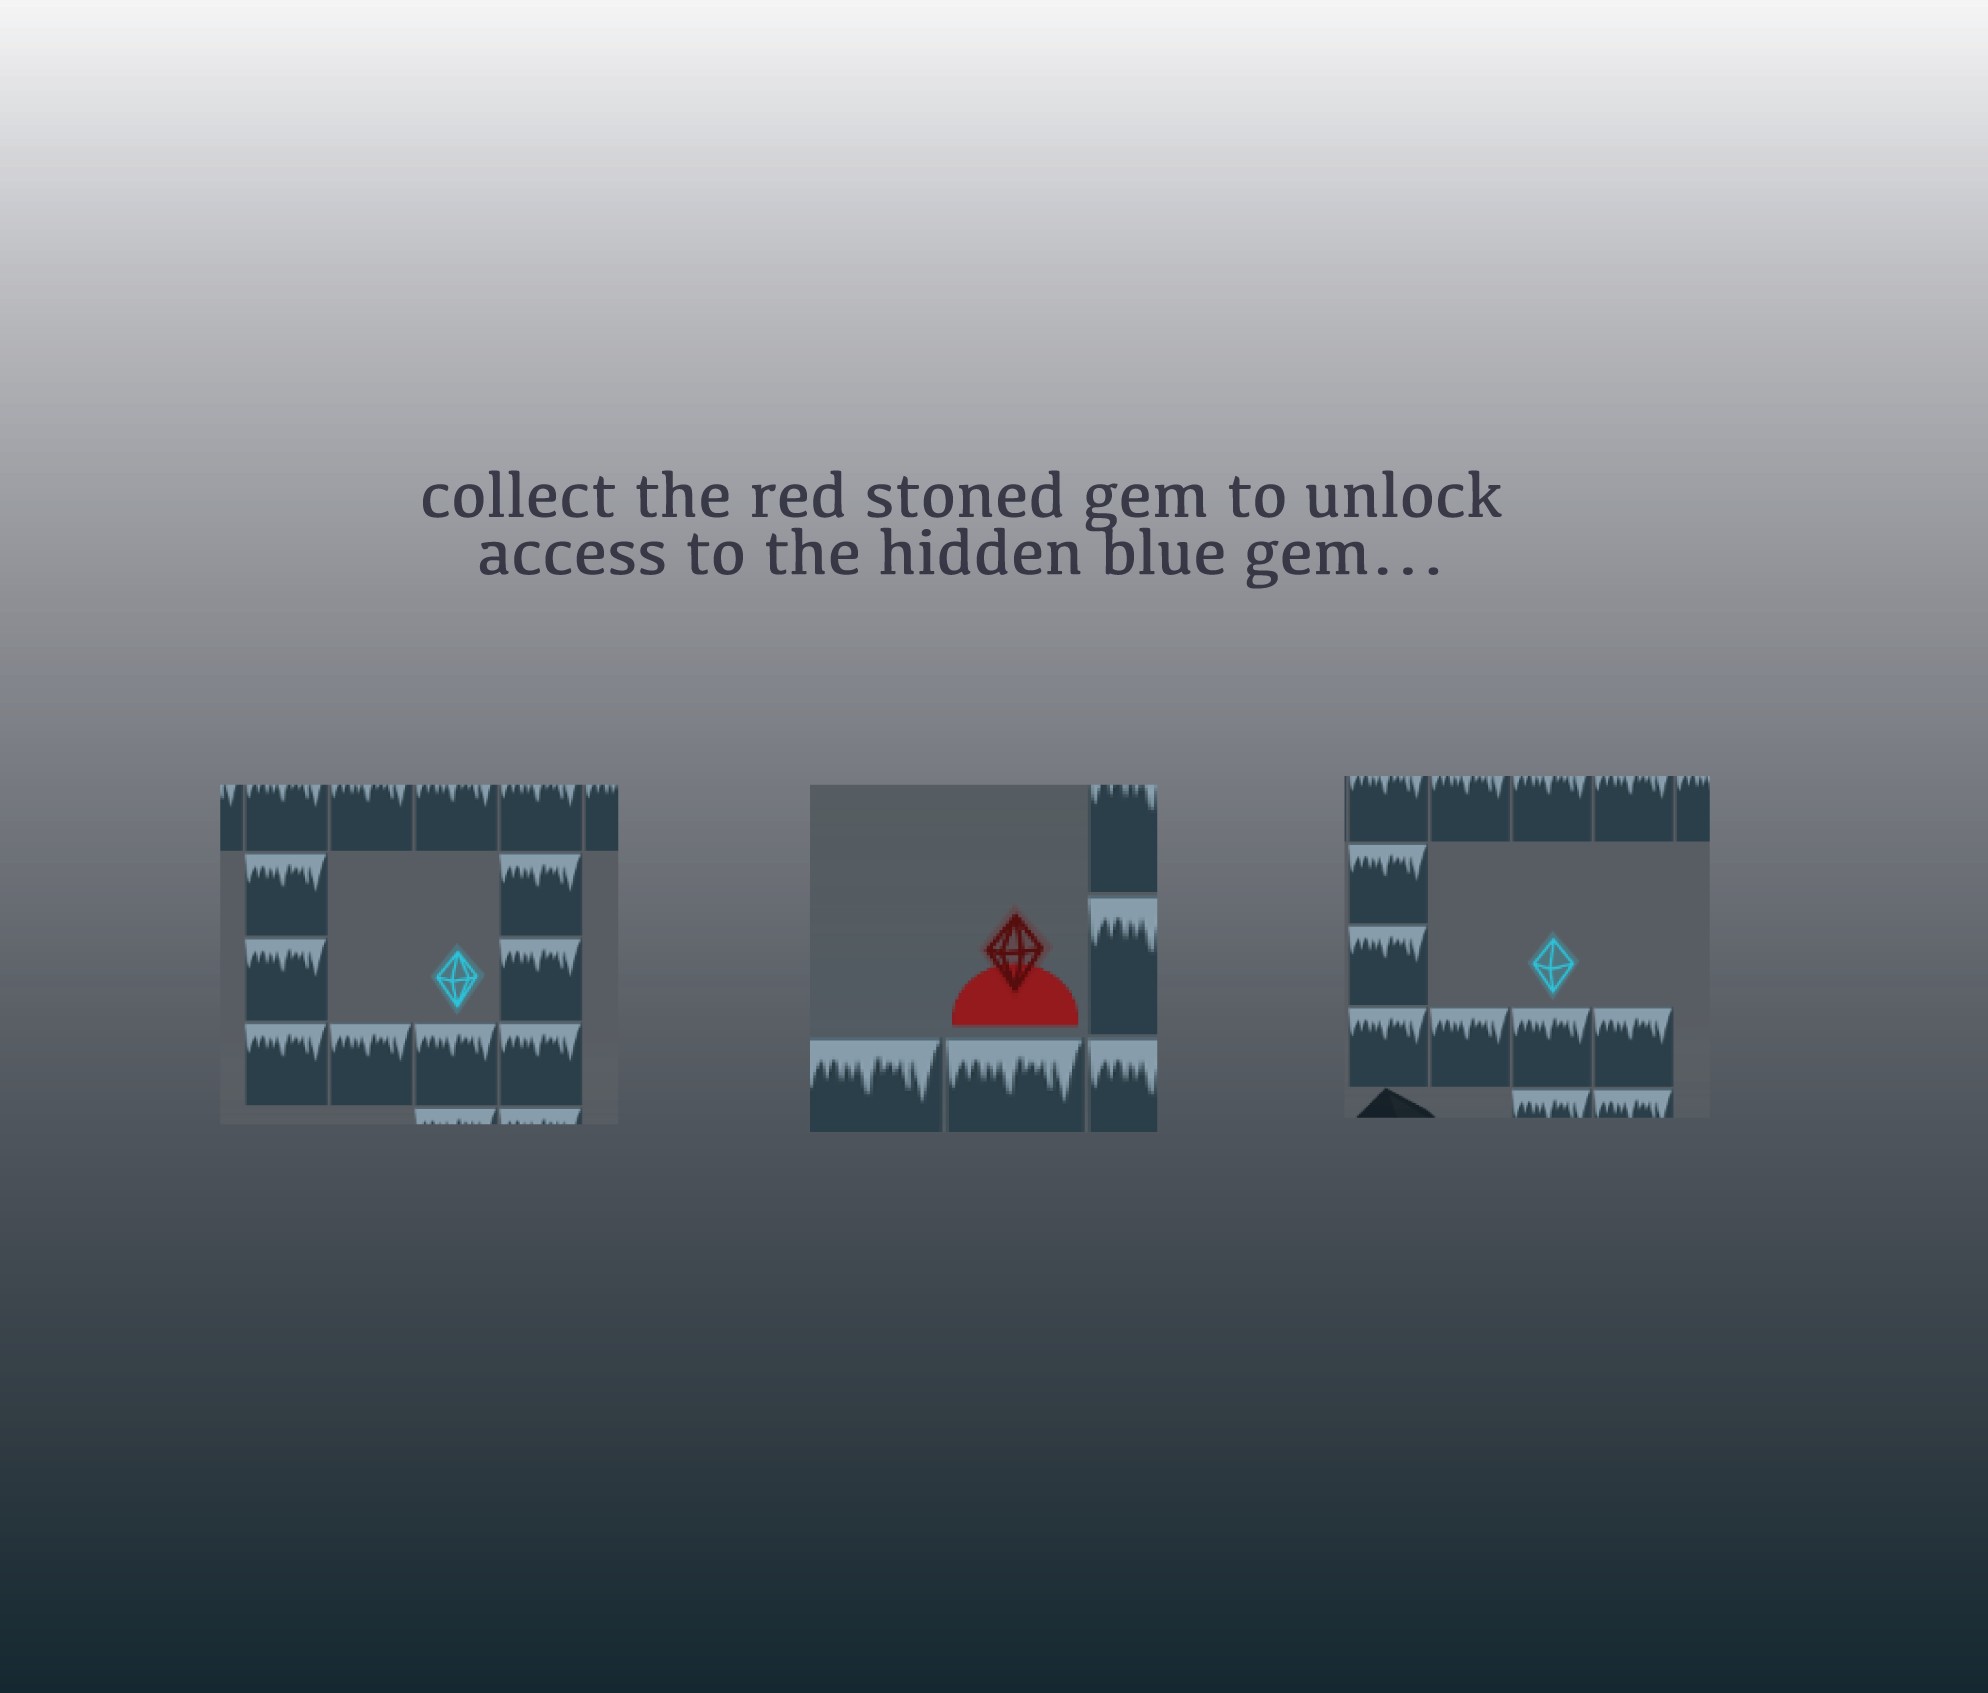 collect the red stoned gem to unlock
access to the hidden blue gem...